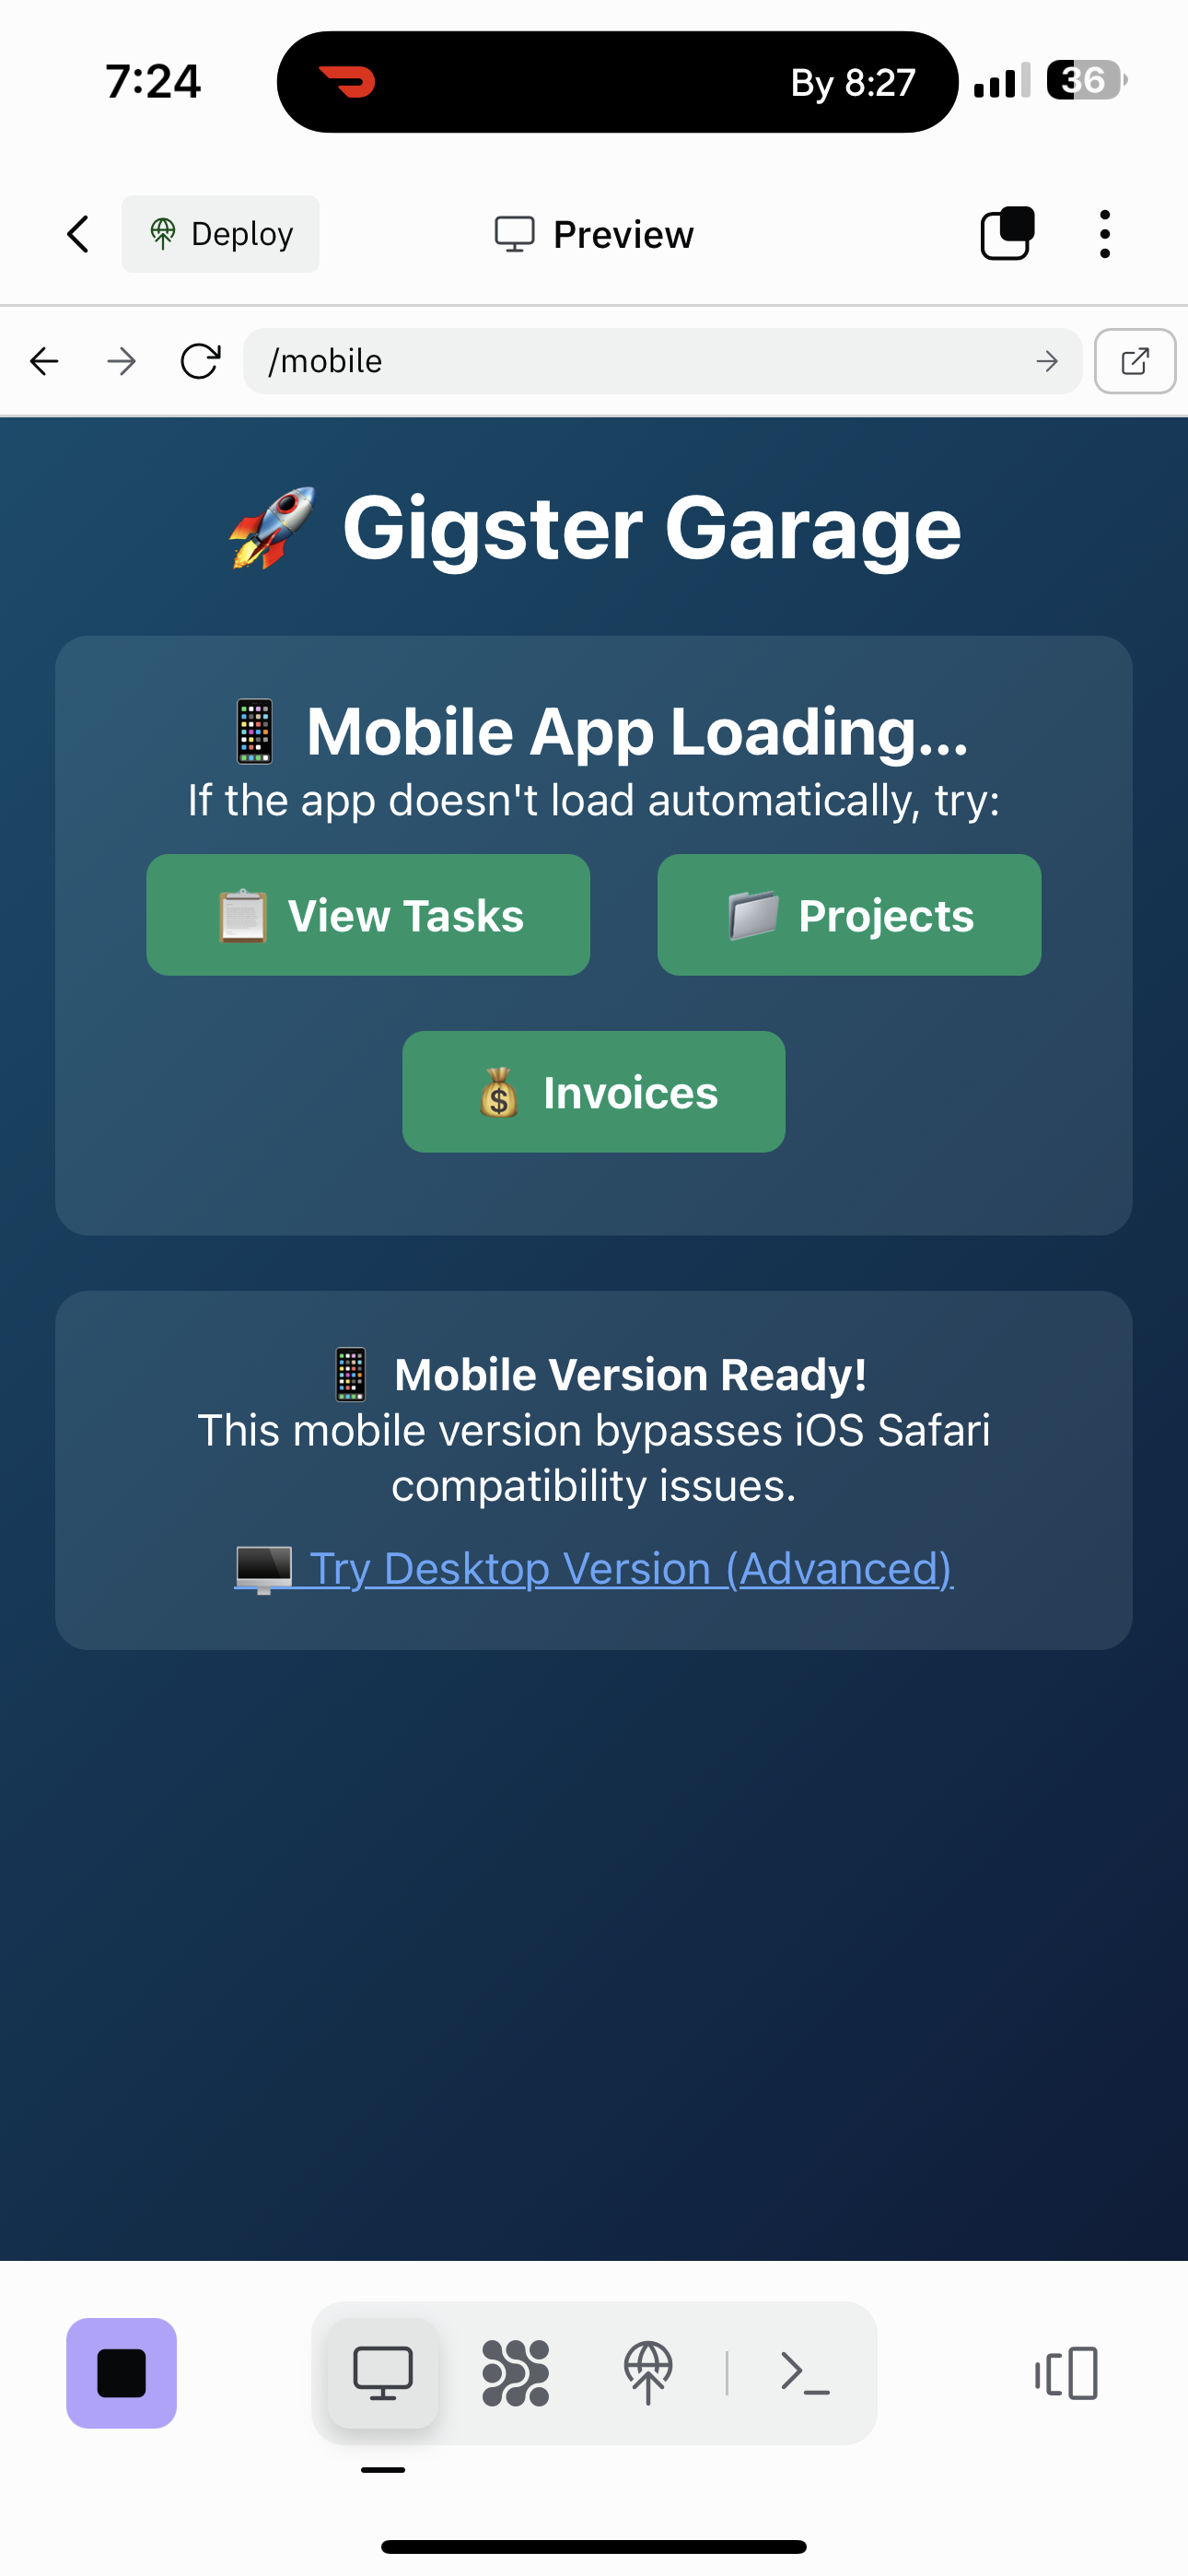 7:24
By 8:27
36
Deploy
Preview
/mobile
🚀 Gigster Garage
📱 Mobile App Loading...
If the app doesn't load automatically, try:
📋 View Tasks
📁 Projects
💰 Invoices
📱 Mobile Version Ready!
This mobile version bypasses iOS Safari
compatibility issues.
🖥️ Try Desktop Version (Advanced)